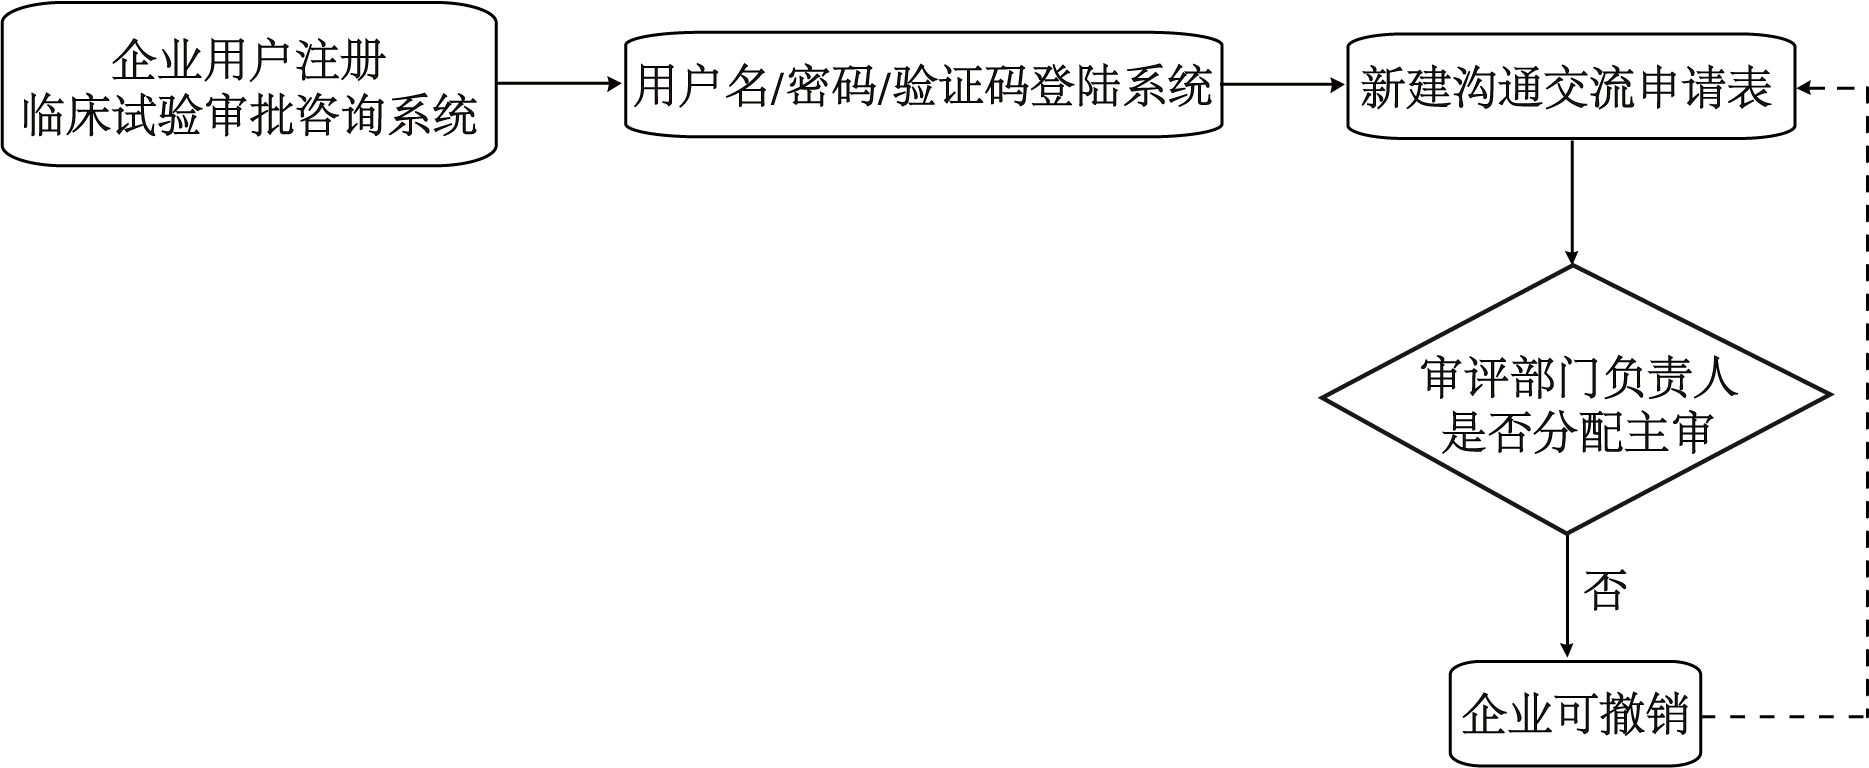 企业用户注册
临床试验审批咨询系统
用户名/密码/验证码登陆系统
新建沟通交流申请表
审评部门负责人
是否分配主审
否
企业可撤销